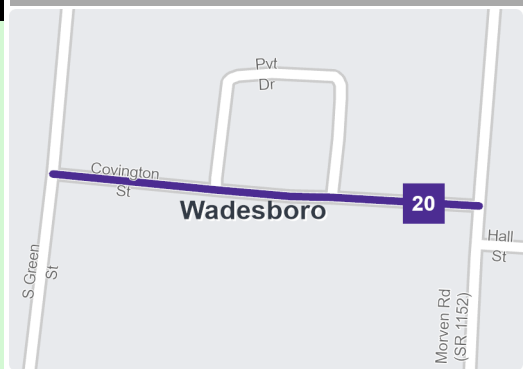 Pvt
Dr
Covington
St
20
Wadesboro
Hall
St
S Green
St
Morven Rd
(SR 1152)